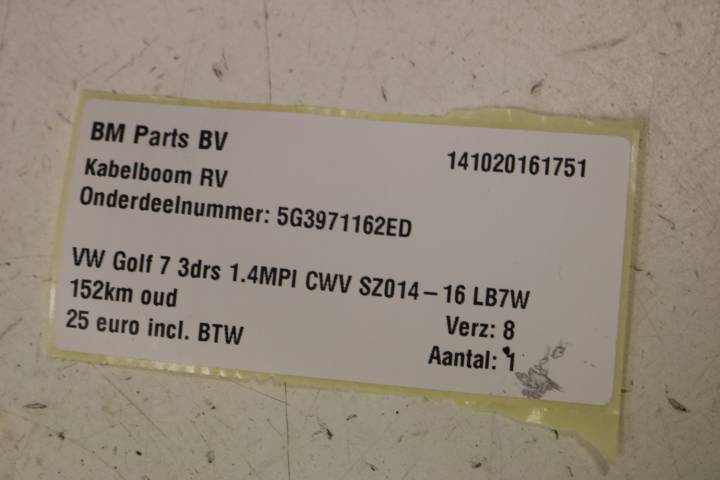 BM Parts BV
141020161751
Kabelboom RV
Onderdeelnummer: 5G3971162ED
VW Golf 7 3drs 1.4MPI CWV SZ014-16 LB7W
152km oud
Verz: 8
25 euro incl. BTW
Aantal: 1